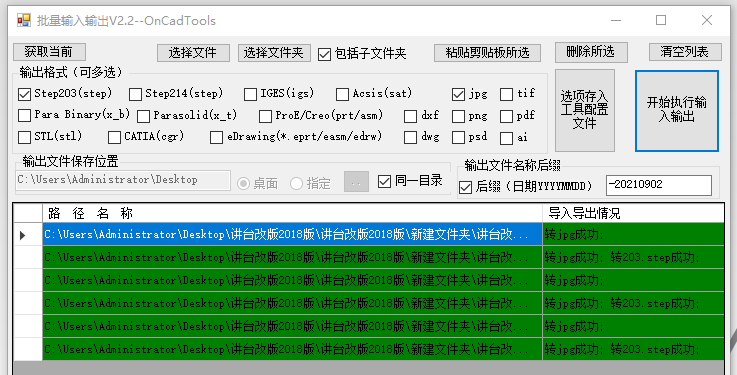 批量输入输出V2.2--OnCadTools
获取当前 选择文件 选择文件夹 包括子文件夹 粘贴剪贴板所选 删除所选 清空列表
输出格式（可多选）
Step203(step) Step214(step) IGES(igs) Acsis(sat) jpg tif
Para Binary(x_b) Parasolid(x_t) ProE/Creo(prt/asm) dxf png pdf
STL(stl) CATIA(cgr) eDrawing(*.eprt/easm/edrw) dwg psd ai
选项存入
工具配置
文件
开始执行输
入输出
输出文件保存位置
C:\Users\Administrator\Desktop 桌面 指定 .. 同一目录
输出文件名称后缀
后缀（日期YYYYMMDD） -20210902
路 径 名 称 导入导出情况
C:\Users\Administrator\Desktop\讲台改版2018版\讲台改版2018版\新建文件夹\讲台改... 转jpg成功;
C:\Users\Administrator\Desktop\讲台改版2018版\讲台改版2018版\新建文件夹\讲台改... 转jpg成功; 转203.step成功;
C:\Users\Administrator\Desktop\讲台改版2018版\讲台改版2018版\新建文件夹\讲台改... 转jpg成功;
C:\Users\Administrator\Desktop\讲台改版2018版\讲台改版2018版\新建文件夹\讲台改... 转jpg成功; 转203.step成功;
C:\Users\Administrator\Desktop\讲台改版2018版\讲台改版2018版\新建文件夹\讲台改... 转jpg成功;
C:\Users\Administrator\Desktop\讲台改版2018版\讲台改版2018版\新建文件夹\讲台改... 转jpg成功; 转203.step成功;